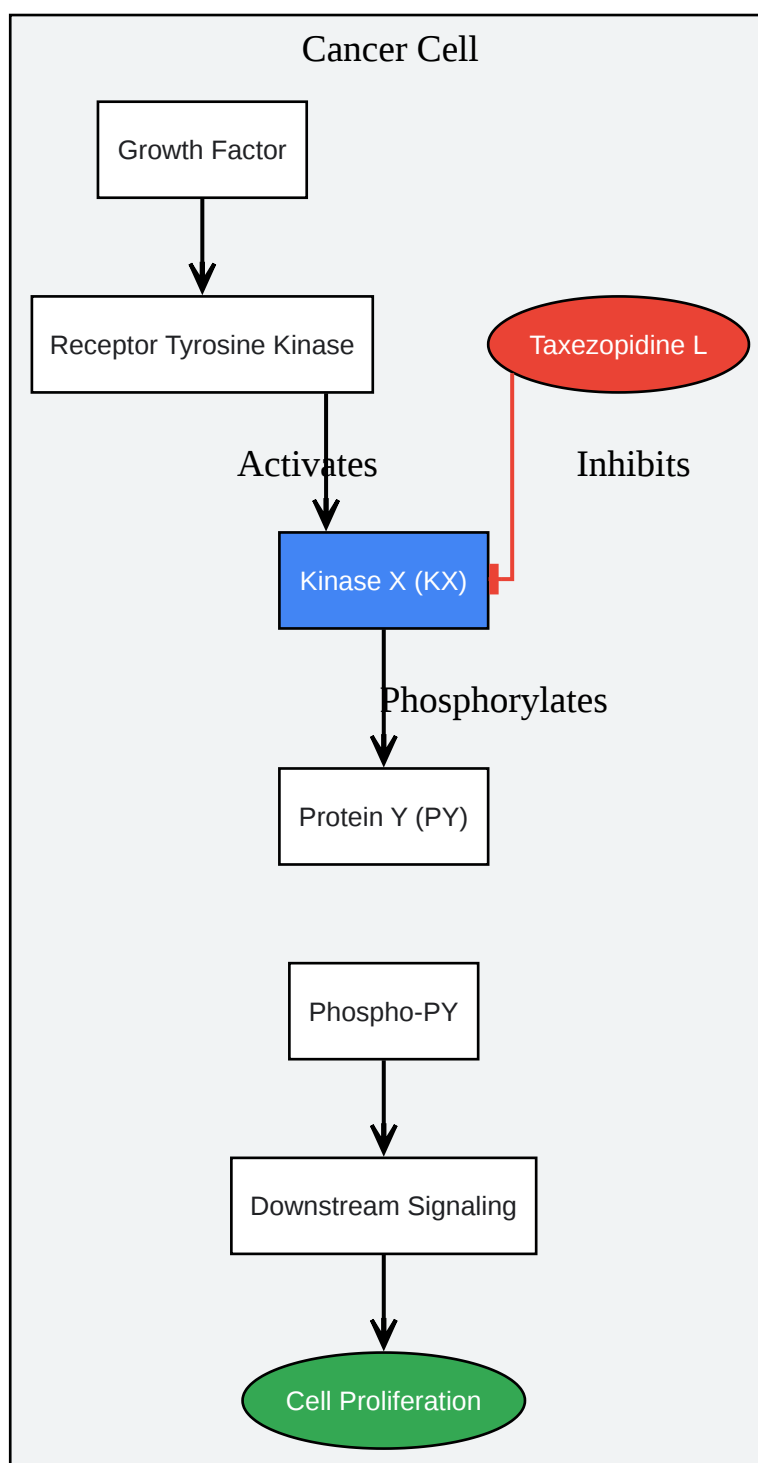 Cancer Cell
Growth Factor
Receptor Tyrosine Kinase
Taxezopidine L
Activates
Inhibits
Kinase X (KX)
Phosphorylates
Protein Y (PY)
Phospho-PY
Downstream Signaling
Cell Proliferation